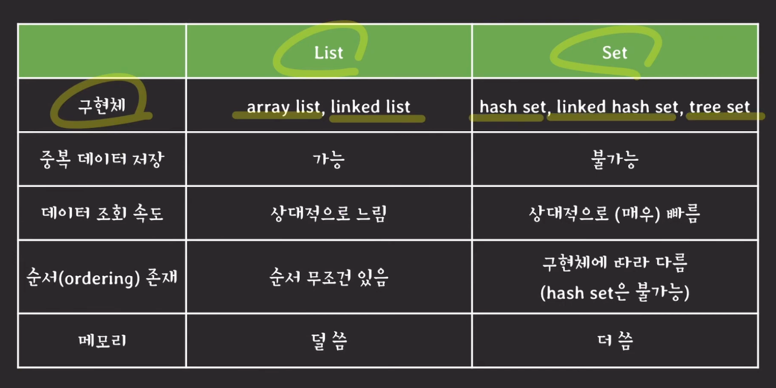 List
Set
구현체
array list, linked list
hash set, linked hash set, tree set
중복 데이터 저장
가능
불가능
데이터 조회 속도
상대적으로 느림
상대적으로 (매우) 빠름
순서(ordering) 존재
순서 무조건 있음
구현체에 따라 다름
(hash set은 불가능)
메모리
덜 씀
더 씀